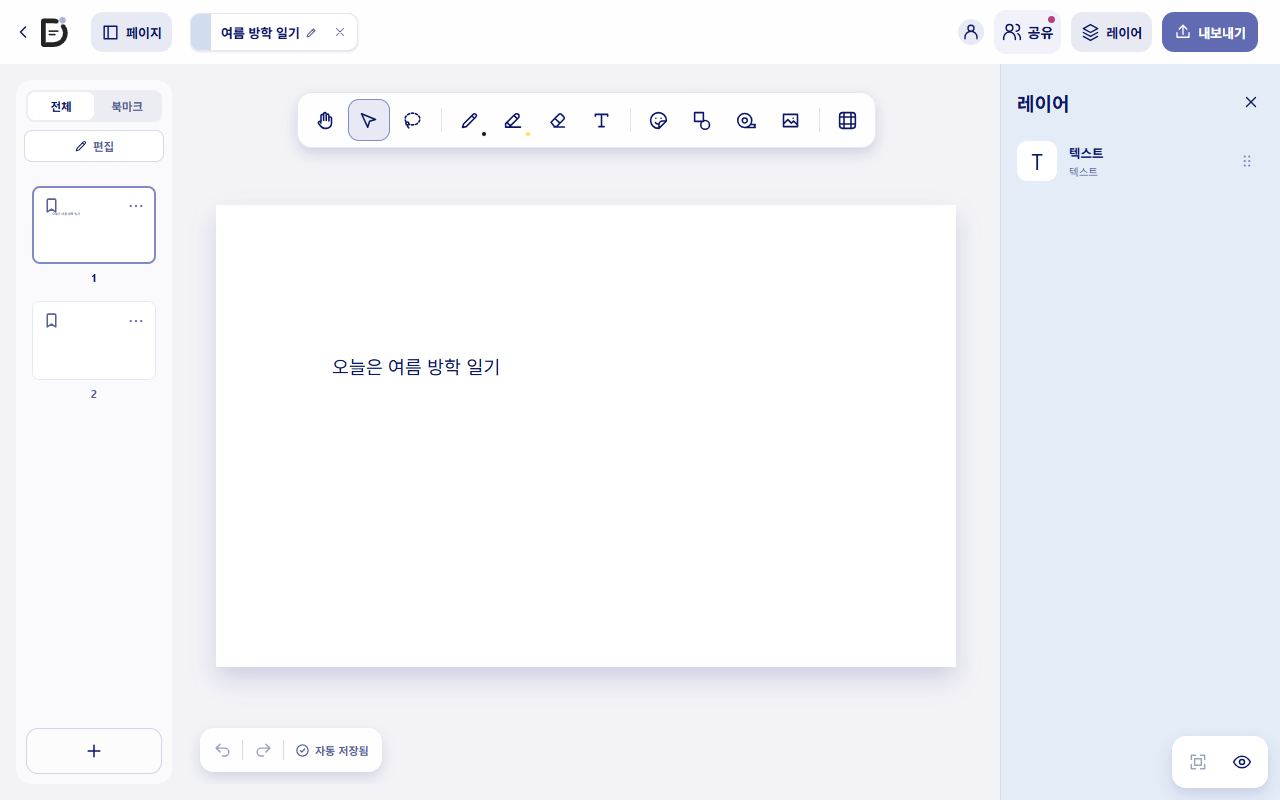 페이지
여름 방학 일기
공유
레이어
내보내기
전체
북마크
편집
1
2
오늘은 여름 방학 일기
자동 저장됨
레이어
T
텍스트
텍스트